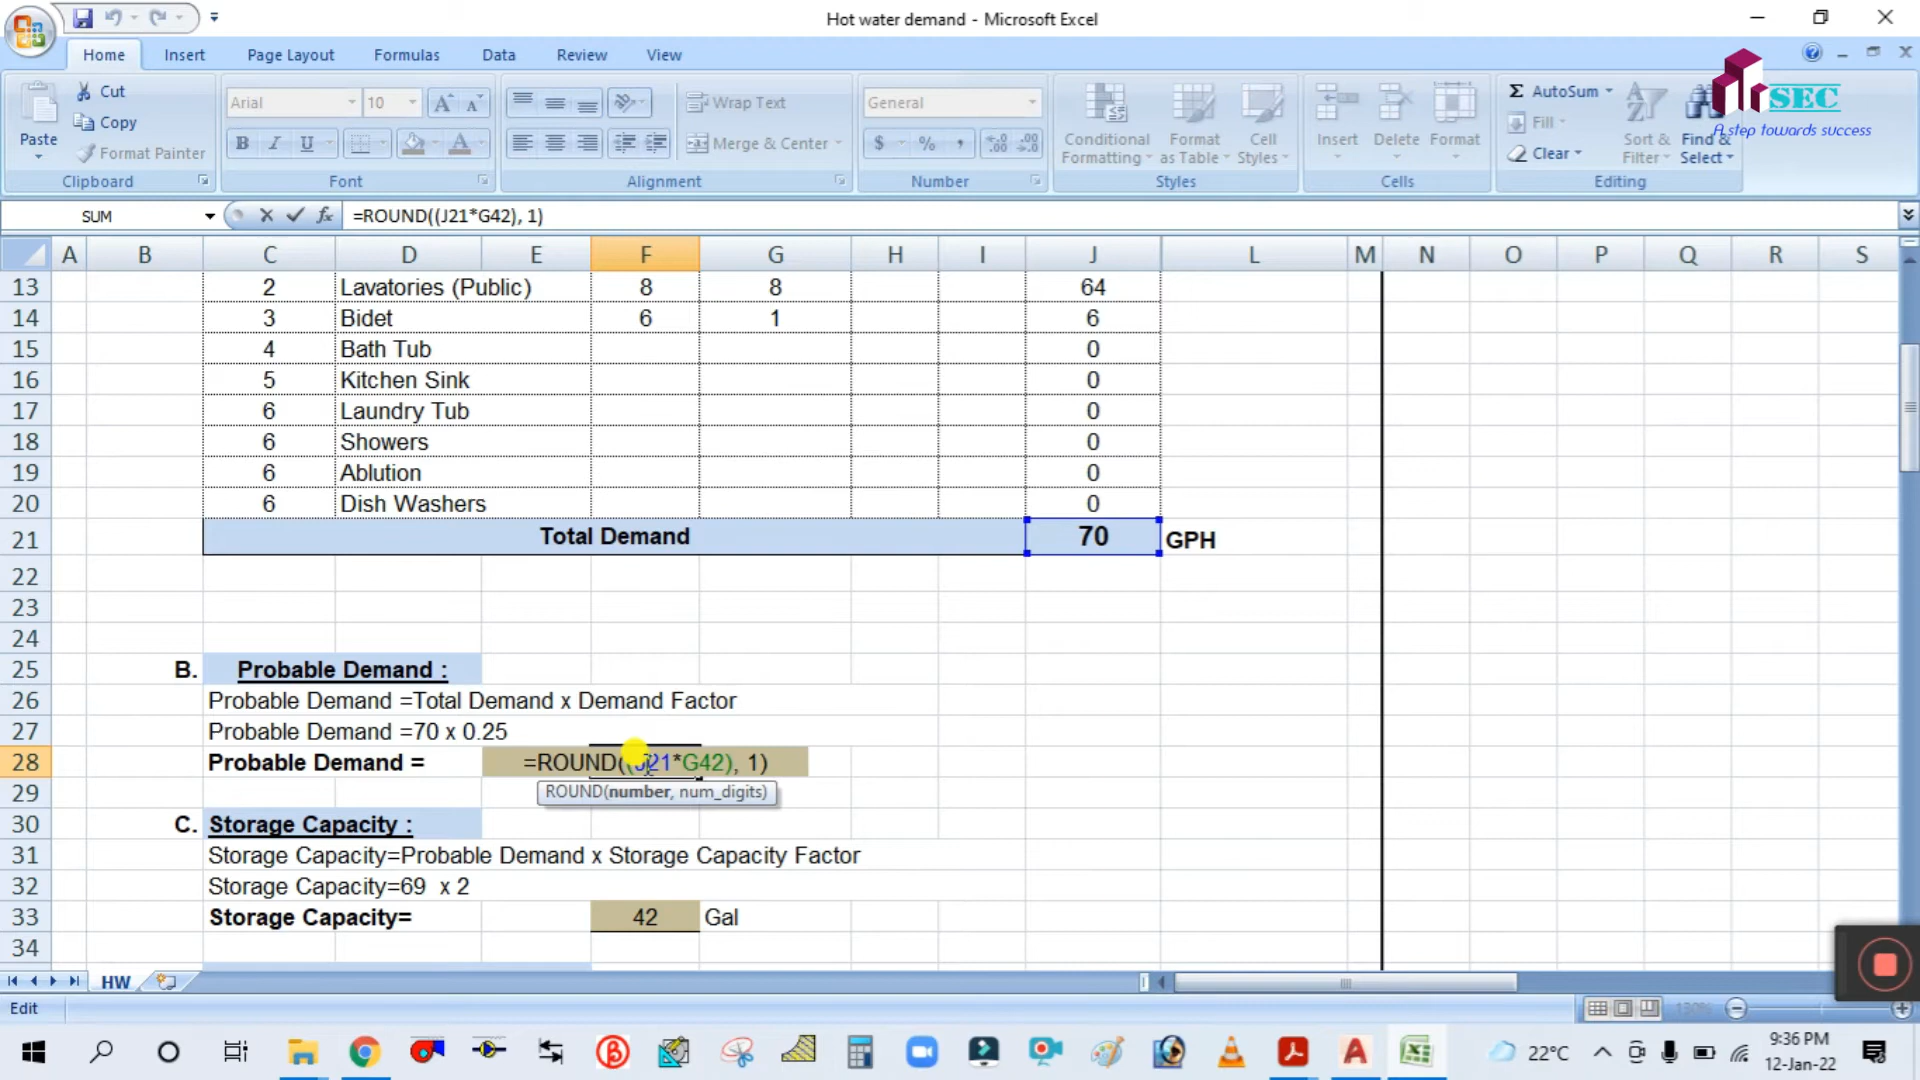 Hot water demand - Microsoft Excel
Home Insert Page Layout Formulas Data Review View
Paste
Cut
Copy
Format Painter
Clipboard
Arial 10
B I U
Font
Wrap Text
Merge & Center
Alignment
General
$ % ,
Number
Conditional Formatting
Format as Table
Cell Styles
Styles
Insert Delete Format
Cells
Σ AutoSum
Fill
Clear
Sort & Filter
Find & Select
Editing
SEC
A step towards success
SUM fx =ROUND((J21*G42), 1)
A B C D E F G H I J L M N O P Q R S
13 2 Lavatories (Public) 8 8 64
14 3 Bidet 6 1 6
15 4 Bath Tub 0
16 5 Kitchen Sink 0
17 6 Laundry Tub 0
18 6 Showers 0
19 6 Ablution 0
20 6 Dish Washers 0
21 Total Demand 70 GPH
22
23
24
25 B. Probable Demand :
26 Probable Demand =Total Demand x Demand Factor
27 Probable Demand =70 x 0.25
28 Probable Demand = =ROUND((J21*G42), 1)
29 ROUND(number, num_digits)
30 C. Storage Capacity :
31 Storage Capacity=Probable Demand x Storage Capacity Factor
32 Storage Capacity=69 x 2
33 Storage Capacity= 42 Gal
34
HW
Edit
130%
22°C
9:36 PM
12-Jan-22